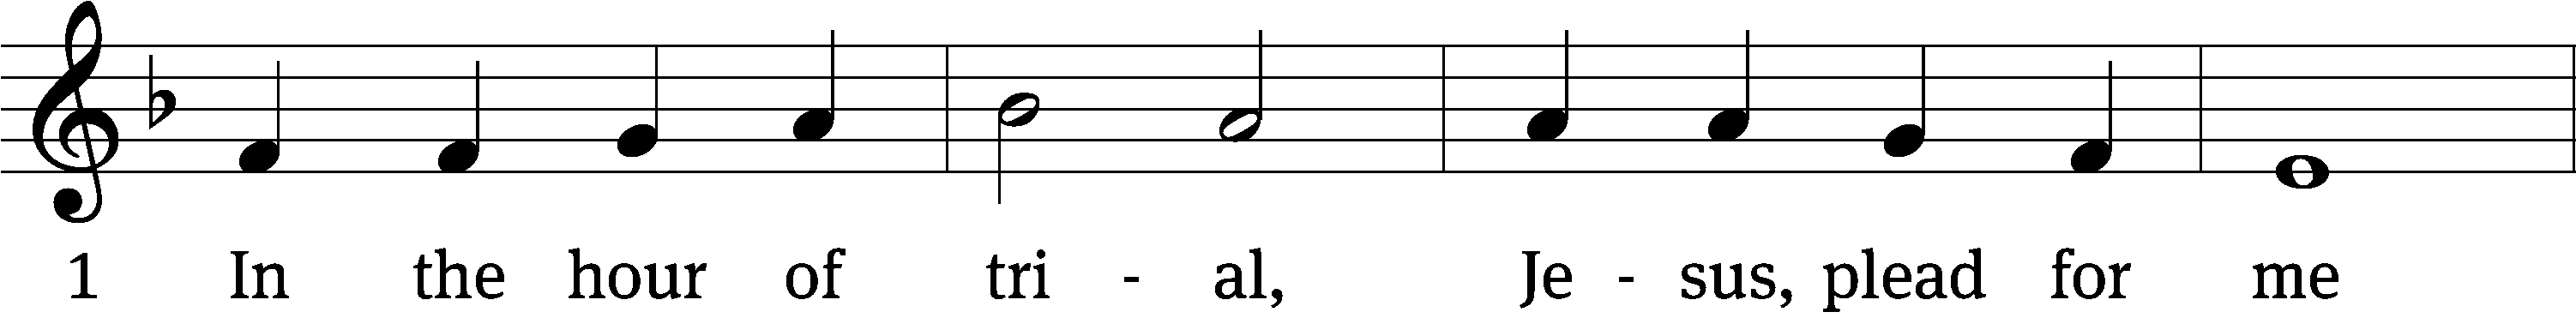 1 In the hour of tri - al, Je - sus, plead for me